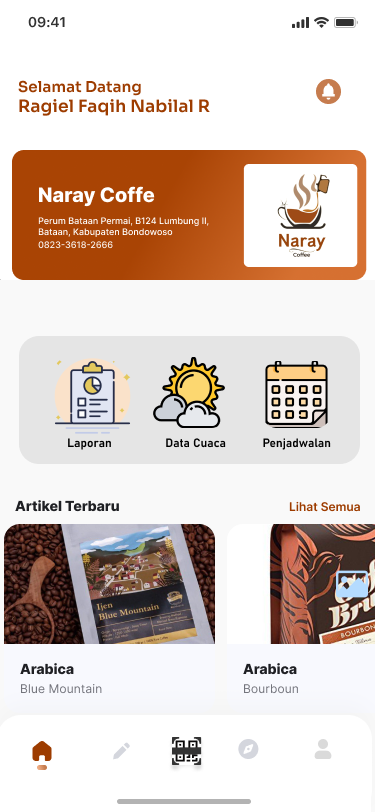 09:41
Selamat Datang
Ragiel Faqih Nabilal R
Naray Coffe
Perum Bataan Permai, B124 Lumbung II,
Bataan, Kabupaten Bondowoso
0823-3618-2666
Naray
Coffee
Laporan
Data Cuaca
Penjadwalan
Artikel Terbaru
Lihat Semua
Ijen
Blue Mountain
BOURBON
Arabica
Blue Mountain
Arabica
Bourboun